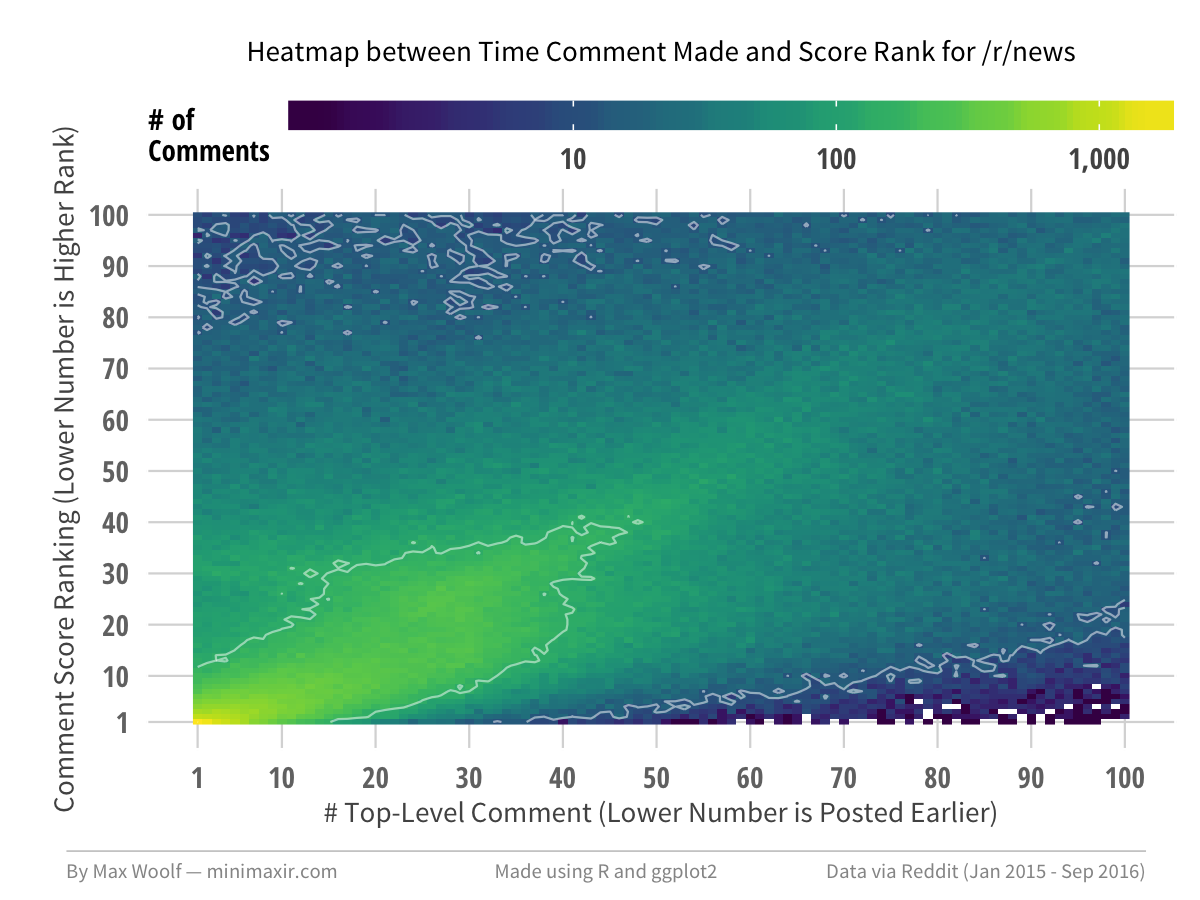 Heatmap between Time Comment Made and Score Rank for /r/news
# of
Comments
10 100 1,000
Comment Score Ranking (Lower Number is Higher Rank)
100
90
80
70
60
50
40
30
20
10
1
1 10 20 30 40 50 60 70 80 90 100
# Top-Level Comment (Lower Number is Posted Earlier)
By Max Woolf — minimaxir.com Made using R and ggplot2 Data via Reddit (Jan 2015 - Sep 2016)